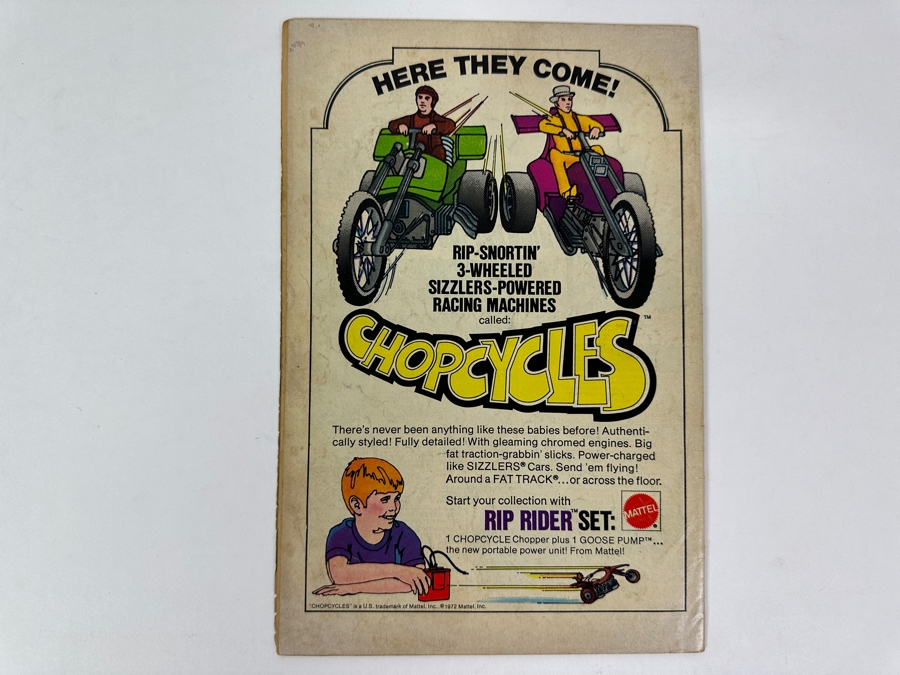 HERE THEY COME!
RIP-SNORTIN'
3-WHEELED
SIZZLERS-POWERED
RACING MACHINES
called:
CHOPCYCLES™
There's never been anything like these babies before! Authenti-
cally styled! Fully detailed! With gleaming chromed engines. Big
fat traction-grabbin' slicks. Power-charged
like SIZZLERS® Cars. Send 'em flying!
Around a FAT TRACK®...or across the floor.
Start your collection with
RIP RIDER™ SET:
MATTEL®
1 CHOPCYCLE Chopper plus 1 GOOSE PUMP™...
the new portable power unit! From Mattel!
"CHOPCYCLES" is a U.S. trademark of Mattel, Inc. ©1972 Mattel, Inc.